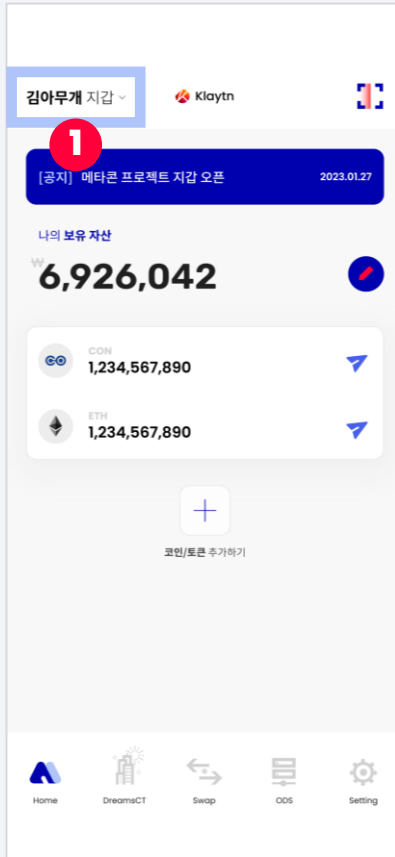 김아무개 지갑
Klaytn
1
[공지] 메타콘 프로젝트 지갑 오픈 2023.01.27
나의 보유 자산
₩6,926,042
CON
1,234,567,890
ETH
1,234,567,890
코인/토큰 추가하기
Home DreamsCT Swap ODS Setting